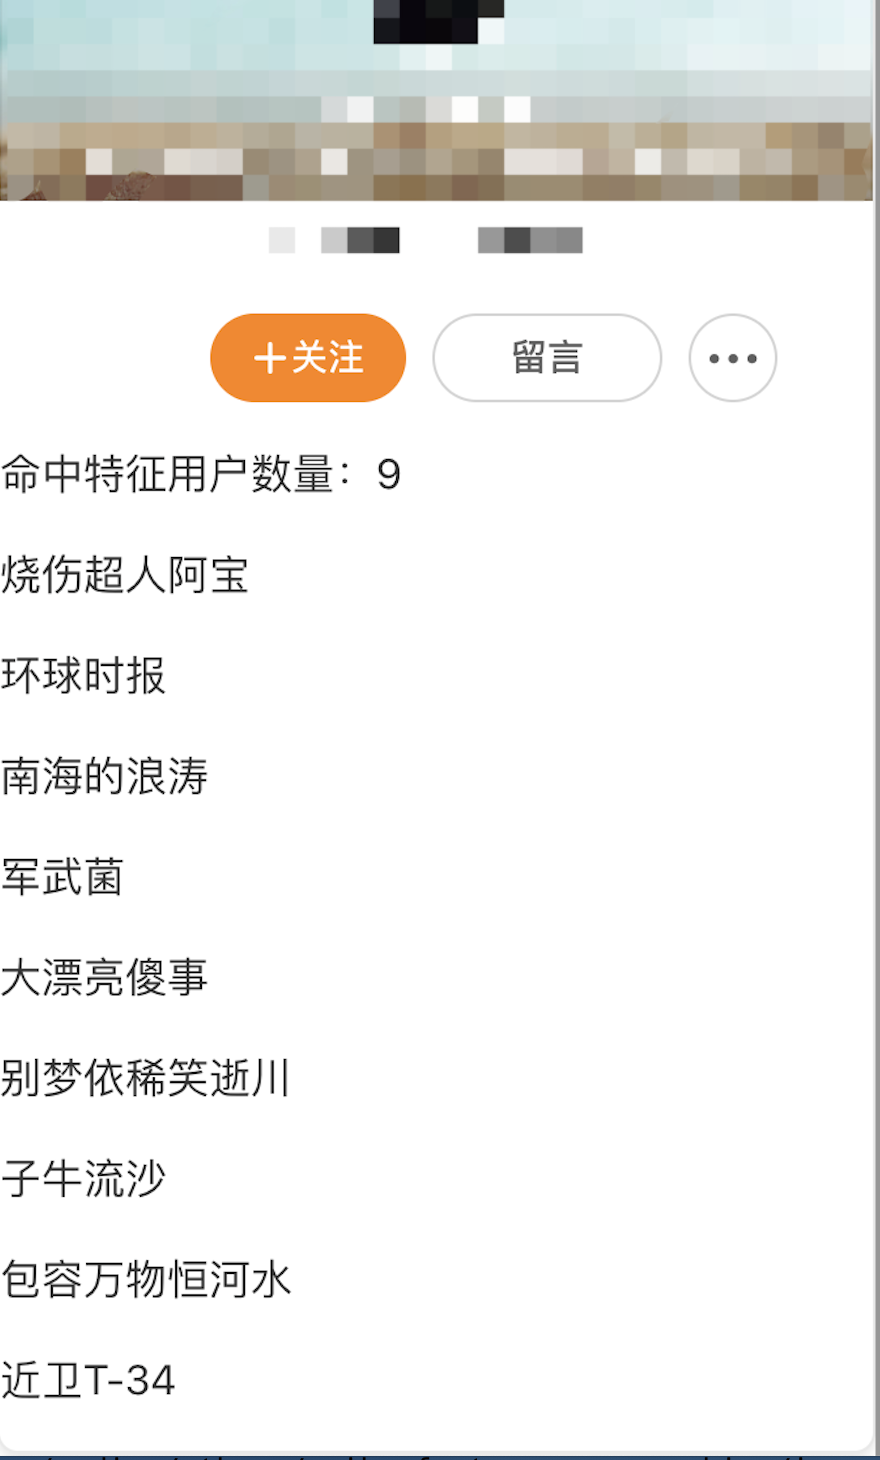 +关注 留言 •••
命中特征用户数量：9
烧伤超人阿宝
环球时报
南海的浪涛
军武菌
大漂亮傻事
别梦依稀笑逝川
子牛流沙
包容万物恒河水
近卫T-34